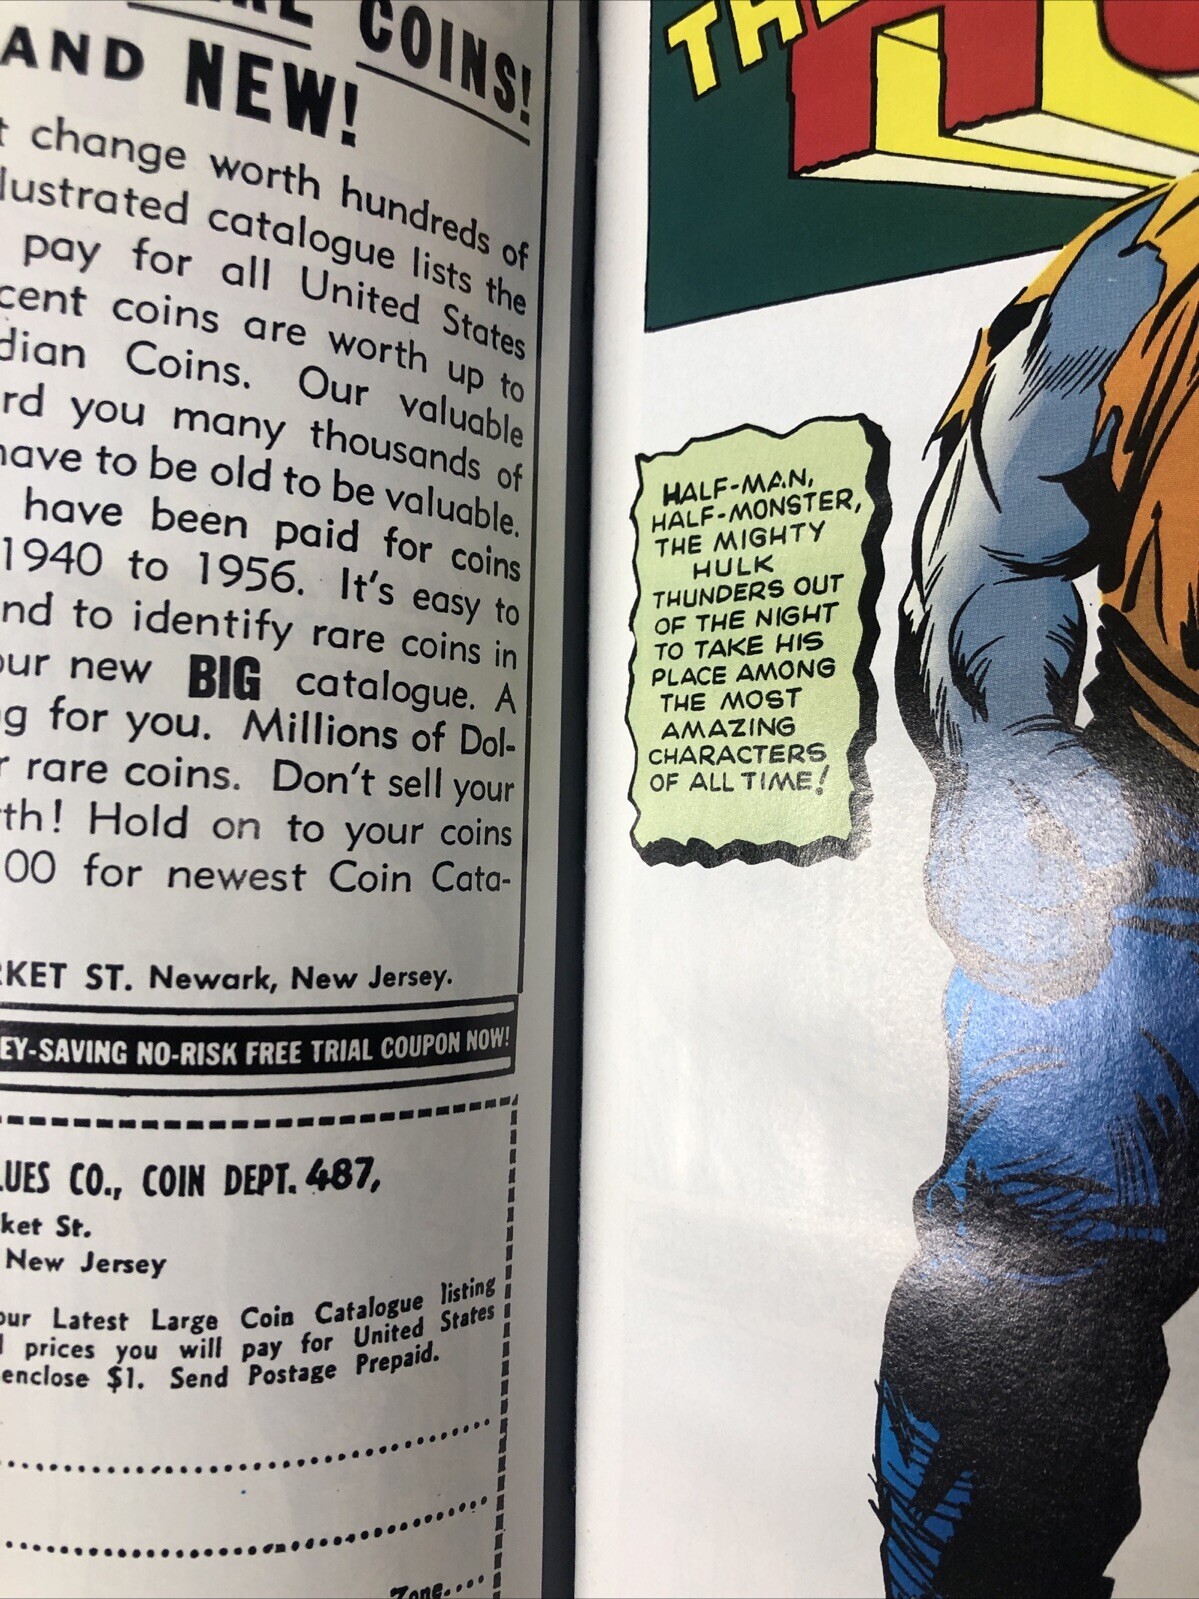 COINS!
AND NEW!
change worth hundreds of
lustrated catalogue lists the
pay for all United States
cent coins are worth up to
dian Coins. Our valuable
rd you many thousands of
have to be old to be valuable.
have been paid for coins
1940 to 1956. It's easy to
nd to identify rare coins in
our new BIG catalogue. A
g for you. Millions of Dol-
r rare coins. Don't sell your
th! Hold on to your coins
00 for newest Coin Cata-
KET ST. Newark, New Jersey.
EY-SAVING NO-RISK FREE TRIAL COUPON NOW!
LUES CO., COIN DEPT. 487,
ket St.
New Jersey
our Latest Large Coin Catalogue listing
prices you will pay for United States
enclose $1. Send Postage Prepaid.
Zone....
THE
HALF-MAN,
HALF-MONSTER,
THE MIGHTY
HULK
THUNDERS OUT
OF THE NIGHT
TO TAKE HIS
PLACE AMONG
THE MOST
AMAZING
CHARACTERS
OF ALL TIME!